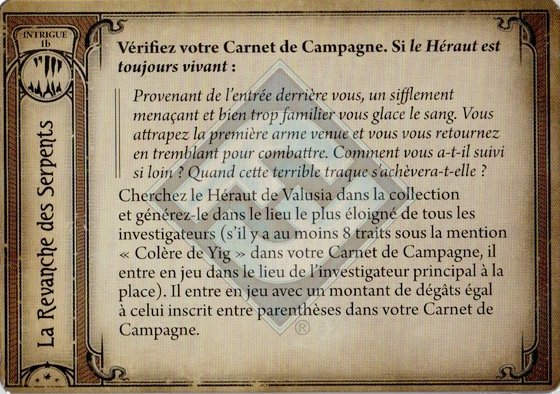 INTRIGUE
1b
La Revanche des Serpents
Vérifiez votre Carnet de Campagne. Si le Héraut est
toujours vivant :
Provenant de l'entrée derrière vous, un sifflement
menaçant et bien trop familier vous glace le sang. Vous
attrapez la première arme venue et vous vous retournez
en tremblant pour combattre. Comment vous a-t-il suivi
si loin ? Quand cette terrible traque s'achèvera-t-elle ?
Cherchez le Héraut de Valusia dans la collection
et générez-le dans le lieu le plus éloigné de tous les
investigateurs (s'il y a au moins 8 traits sous la mention
« Colère de Yig » dans votre Carnet de Campagne, il
entre en jeu dans le lieu de l'investigateur principal à la
place). Il entre en jeu avec un montant de dégâts égal
à celui inscrit entre parenthèses dans votre Carnet de
Campagne.
®